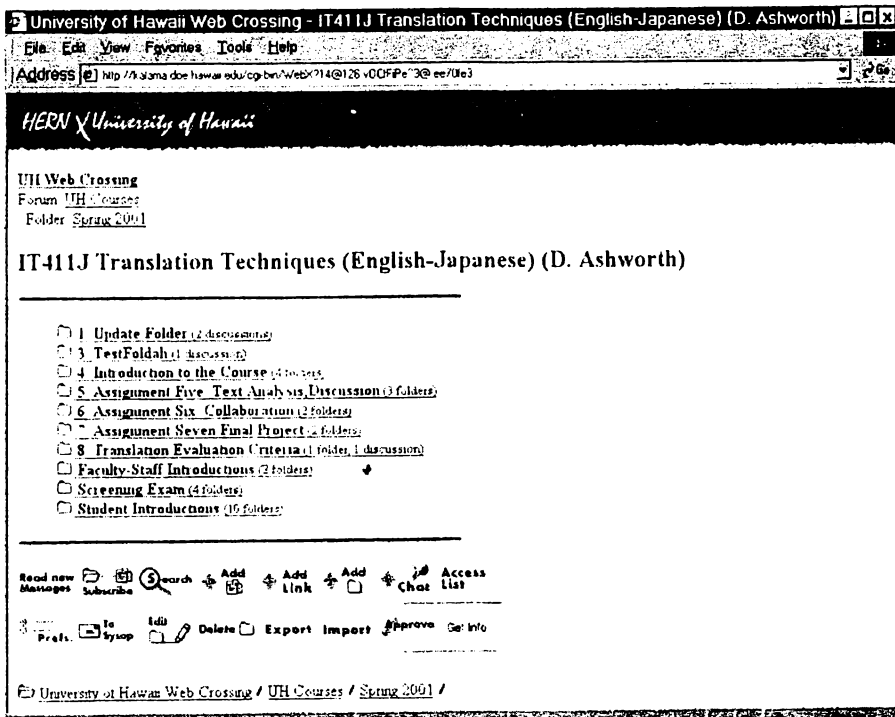 University of Hawaii Web Crossing - IT411J Translation Techniques (English-Japanese) (D. Ashworth)
File Edit View Favorites Tools Help
Address Go
HERN University of Hawaii
UH Web Crossing
Forum UH Courses
Folder Spring 2001
IT411J Translation Techniques (English-Japanese) (D. Ashworth)
1 Update Folder (2 discussions)
3 TestFoldah (1 discussion)
4 Introduction to the Course (4 folders)
5 Assignment Five Text Analysis, Discussion (3 folders)
6 Assignment Six Collaboration (2 folders)
Assignment Seven Final Project (2 folders)
8 Translation Evaluation Criteria (1 folder, 1 discussion)
Faculty-Staff Introductions (2 folders)
Screening Exam (4 folders)
Student Introductions (16 folders)
Read new Messages Subscribe Search Add Add Link Add Chat Access List
Prefs. To Sysop Edit Delete Export Import Approve Get Info
University of Hawaii Web Crossing / UH Courses / Spring 2001 /